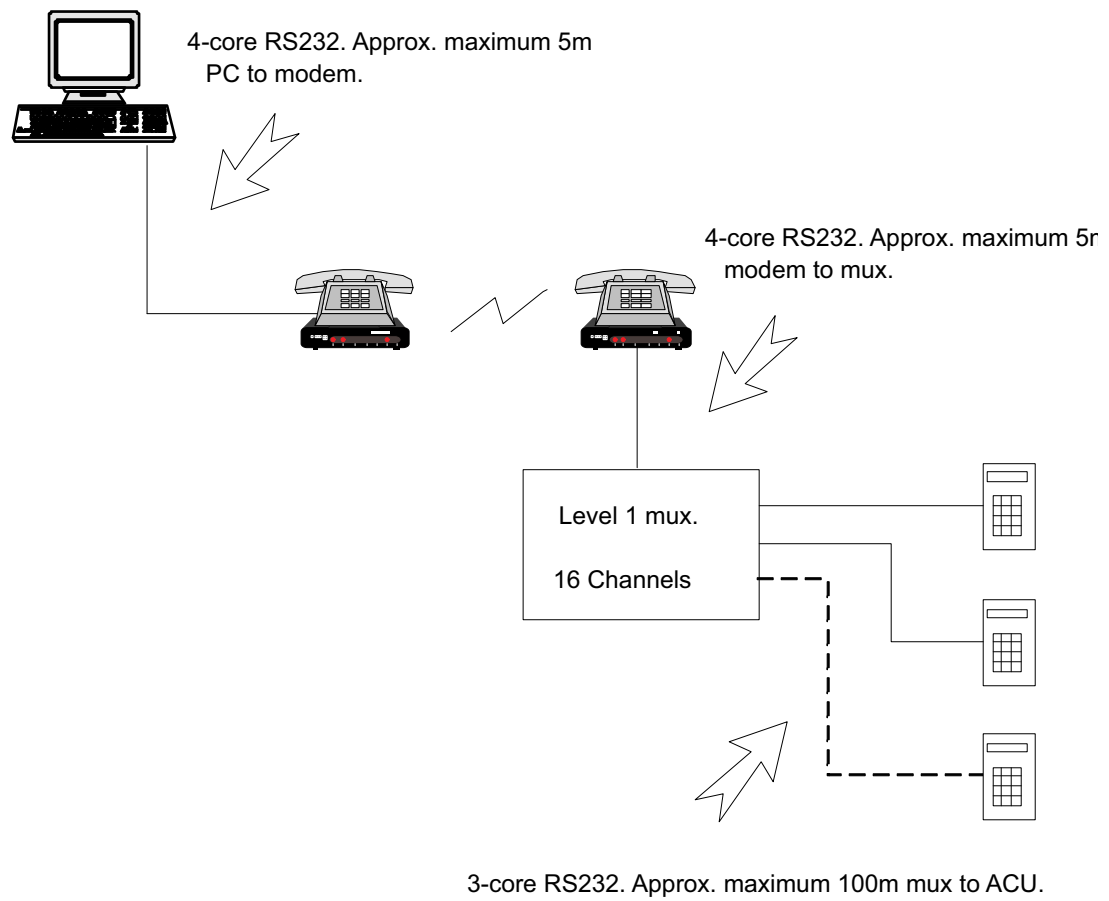 4-core RS232. Approx. maximum 5m
PC to modem.
4-core RS232. Approx. maximum 5m
modem to mux.
Level 1 mux.
16 Channels
3-core RS232. Approx. maximum 100m mux to ACU.